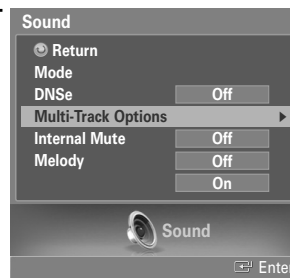 Sound
Return
Mode
DNSe Off
Multi-Track Options
Internal Mute Off
Melody Off
On
Sound
Ente